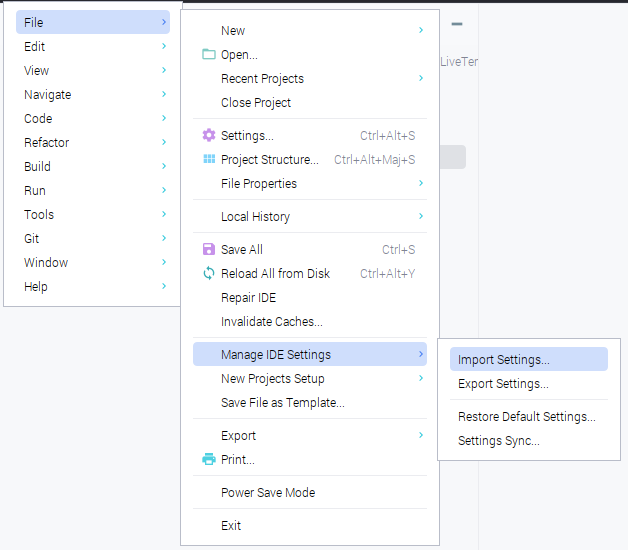 File
Edit
View
Navigate
Code
Refactor
Build
Run
Tools
Git
Window
Help
New
Open...
Recent Projects
Close Project
Settings... Ctrl+Alt+S
Project Structure... Ctrl+Alt+Maj+S
File Properties
Local History
Save All Ctrl+S
Reload All from Disk Ctrl+Alt+Y
Repair IDE
Invalidate Caches...
Manage IDE Settings
New Projects Setup
Save File as Template...
Export
Print...
Power Save Mode
Exit
Import Settings...
Export Settings...
Restore Default Settings...
Settings Sync...
LiveTer